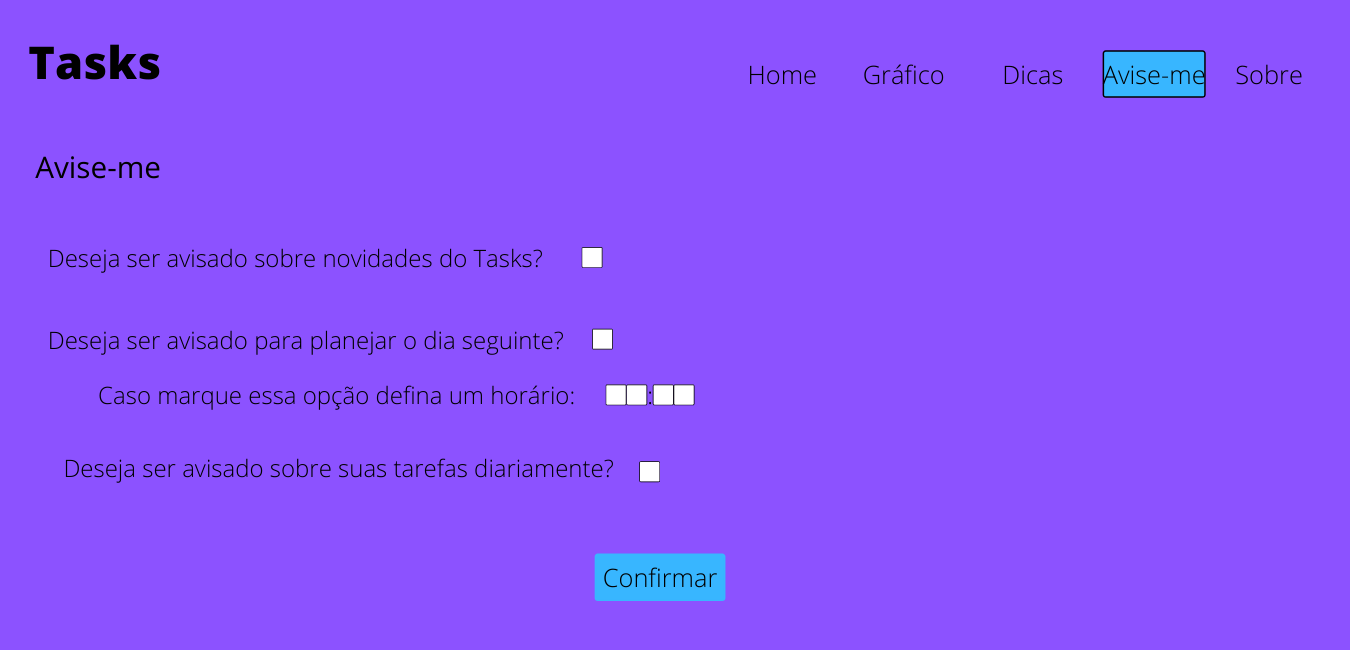 Tasks
Home Gráfico Dicas Avise-me Sobre
Avise-me
Deseja ser avisado sobre novidades do Tasks?
Deseja ser avisado para planejar o dia seguinte?
Caso marque essa opção defina um horário: :
Deseja ser avisado sobre suas tarefas diariamente?
Confirmar